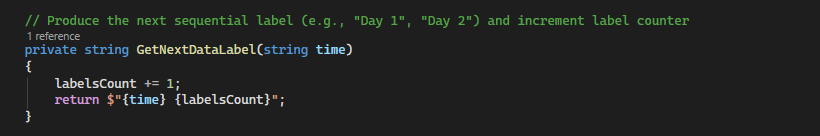 // Produce the next sequential label (e.g., "Day 1", "Day 2") and increment label counter
1 reference
private string GetNextDataLabel(string time)
{
    labelsCount += 1;
    return $"{time} {labelsCount}";
}